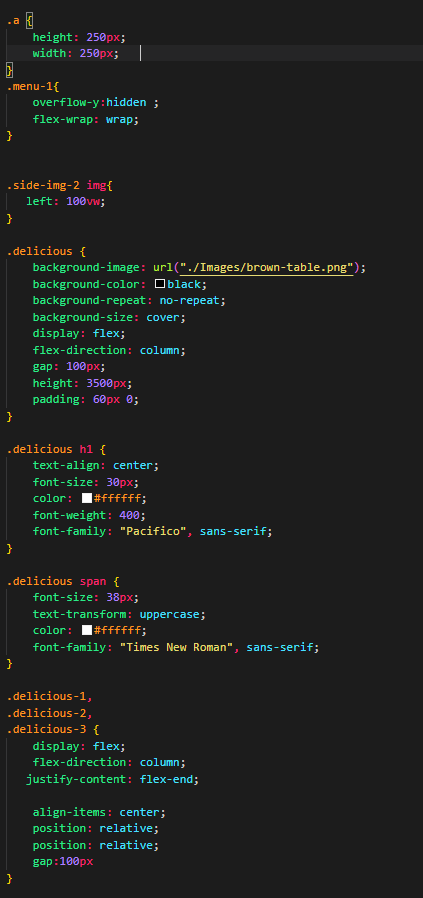 .a {
    height: 250px;
    width: 250px;
}
.menu-1{
    overflow-y:hidden ;
    flex-wrap: wrap;
}
.side-img-2 img{
   left: 100vw;
}
.delicious {
    background-image: url("./Images/brown-table.png");
    background-color: black;
    background-repeat: no-repeat;
    background-size: cover;
    display: flex;
    flex-direction: column;
    gap: 100px;
    height: 3500px;
    padding: 60px 0;
}
.delicious h1 {
    text-align: center;
    font-size: 30px;
    color: #ffffff;
    font-weight: 400;
    font-family: "Pacifico", sans-serif;
}
.delicious span {
    font-size: 38px;
    text-transform: uppercase;
    color: #ffffff;
    font-family: "Times New Roman", sans-serif;
}
.delicious-1,
.delicious-2,
.delicious-3 {
    display: flex;
    flex-direction: column;
   justify-content: flex-end;
    align-items: center;
    position: relative;
    position: relative;
    gap:100px
}